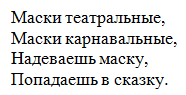 Маски театральные,
Маски карнавальные,
Надеваешь маску,
Попадаешь в сказку.